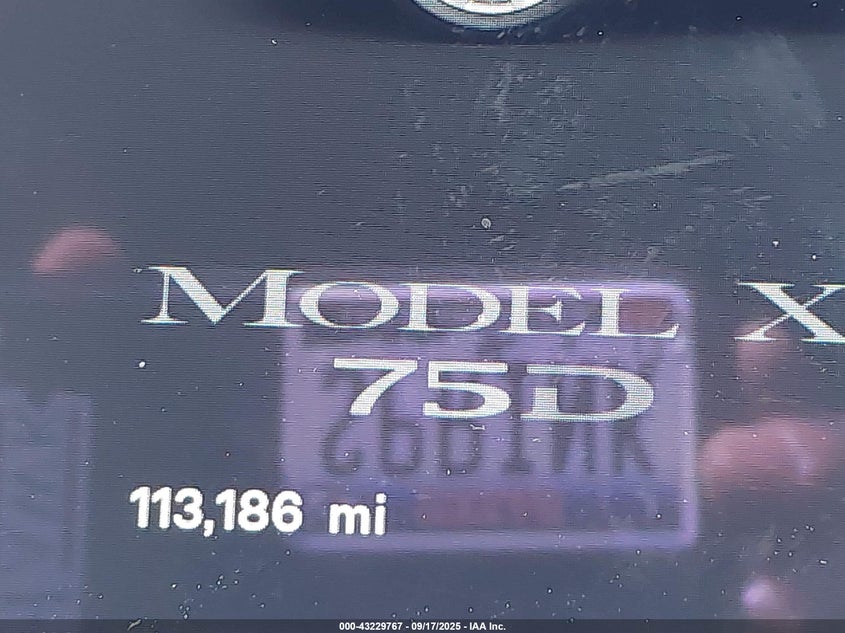 MODEL X
75D
113,186 mi
000-43229767 - 09/17/2025 - IAA Inc.